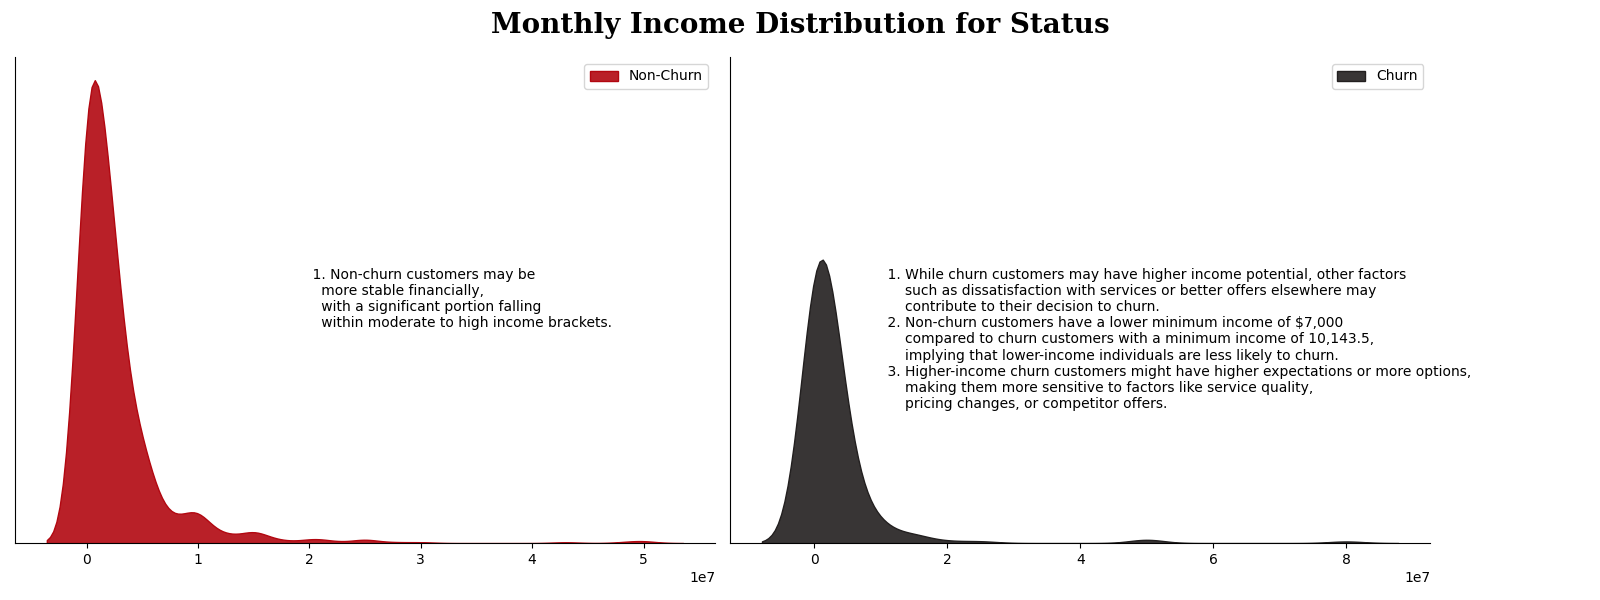 Monthly Income Distribution for Status
Non-Churn
1. Non-churn customers may be
more stable financially,
with a significant portion falling
within moderate to high income brackets.
0 1 2 3 4 5
1e7
Churn
1. While churn customers may have higher income potential, other factors
such as dissatisfaction with services or better offers elsewhere may
contribute to their decision to churn.
2. Non-churn customers have a lower minimum income of $7,000
compared to churn customers with a minimum income of 10,143.5,
implying that lower-income individuals are less likely to churn.
3. Higher-income churn customers might have higher expectations or more options,
making them more sensitive to factors like service quality,
pricing changes, or competitor offers.
0 2 4 6 8
1e7